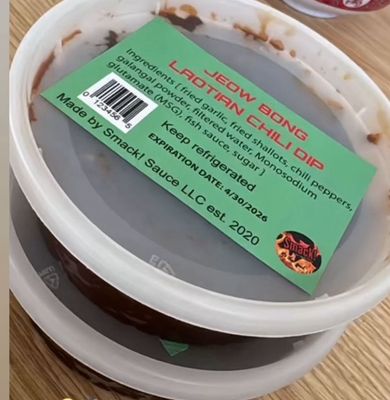 JEOW BONG
LAOTIAN CHILI DIP
Ingredients ( fried garlic, fried shallots, chili peppers,
galangal powder, filtered water, Monosodium
glutamate (MSG), fish sauce, sugar )
0 123456 5
Keep refrigerated
EXPIRATION DATE: 4/30/2026
Made by Smack! Sauce LLC est. 2020
Smack!